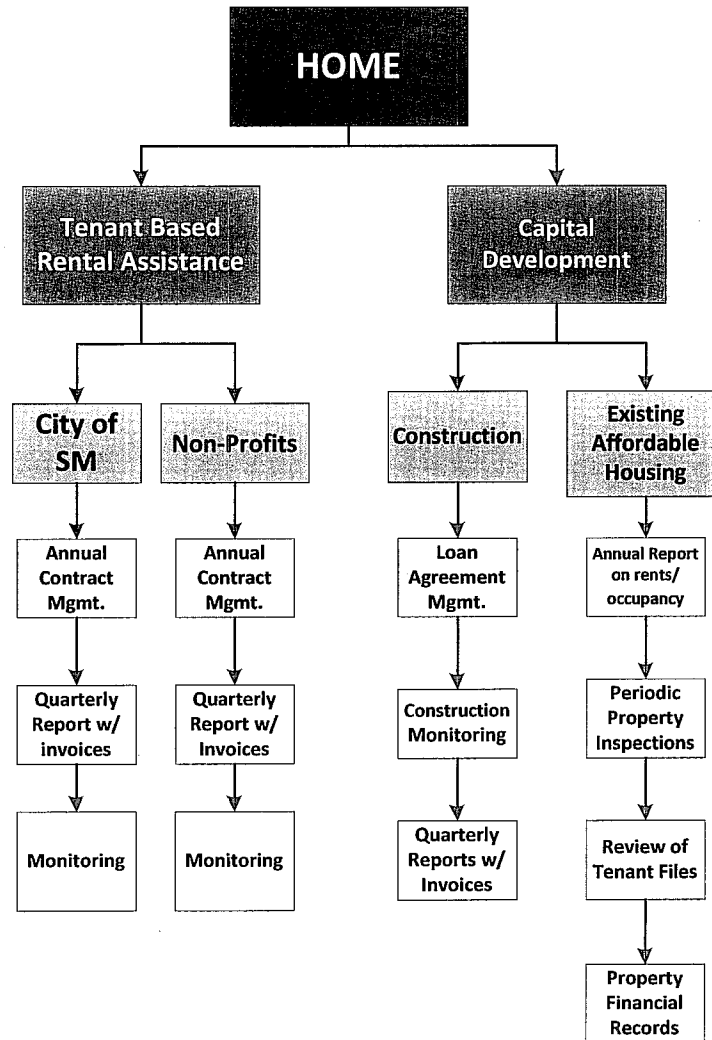 HOME
Tenant Based
Rental Assistance
Capital
Development
City of
SM
Non-Profits
Construction
Existing
Affordable
Housing
Annual
Contract
Mgmt.
Annual
Contract
Mgmt.
Loan
Agreement
Mgmt.
Annual Report
on rents/
occupancy
Quarterly
Report w/
invoices
Quarterly
Report w/
Invoices
Construction
Monitoring
Periodic
Property
Inspections
Monitoring
Monitoring
Quarterly
Reports w/
Invoices
Review of
Tenant Files
Property
Financial
Records